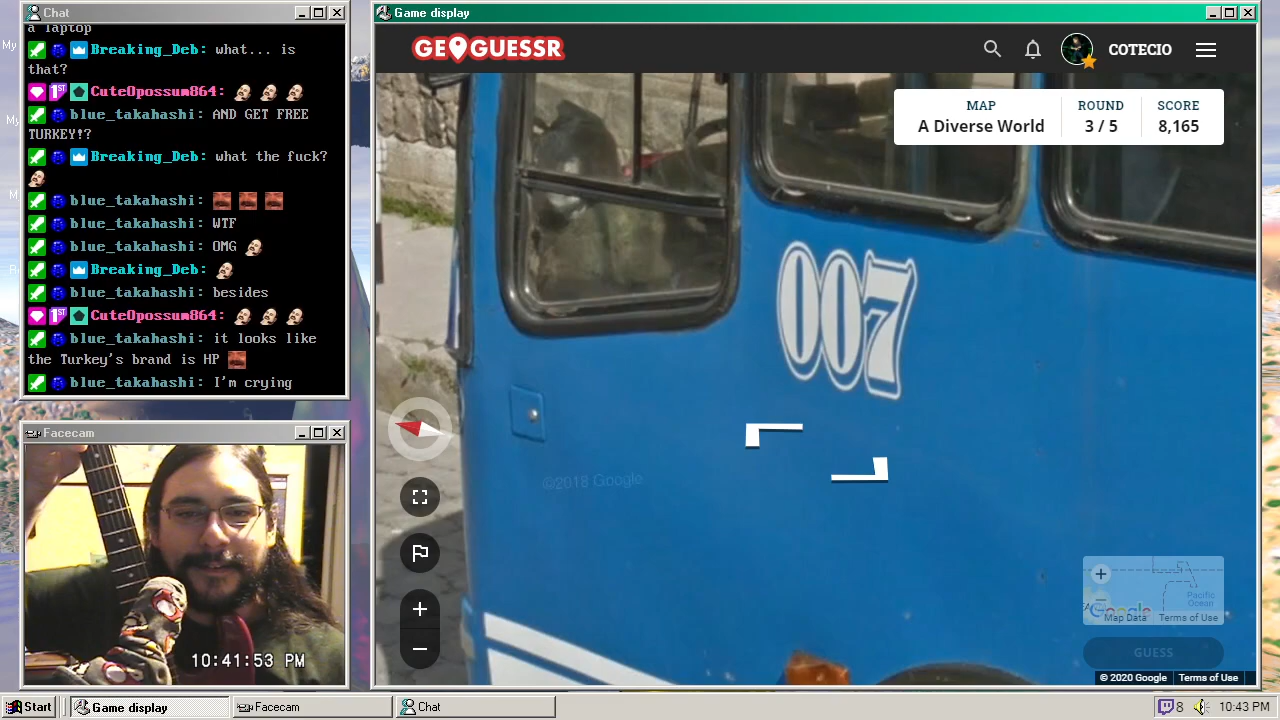 Chat
a laptop
Breaking_Deb: what... is
that?
1ST CuteOpossum864:
blue_takahashi: AND GET FREE
TURKEY!?
Breaking_Deb: what the fuck?
blue_takahashi:
blue_takahashi: WTF
blue_takahashi: OMG
Breaking_Deb:
blue_takahashi: besides
1ST CuteOpossum864:
blue_takahashi: it looks like
the Turkey's brand is HP
blue_takahashi: I'm crying
Facecam
10:41:53 PM
Game display
GEOGUESSR
COTECIO
MAP ROUND SCORE
A Diverse World 3 / 5 8,165
007
©2018 Google
Pacific
Ocean
Google
Map Data Terms of Use
GUESS
© 2020 Google Terms of Use
Start Game display Facecam Chat 8 10:43 PM